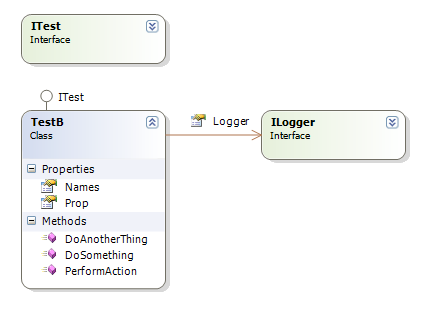 ITest
Interface
ITest
TestB
Class
Logger
ILogger
Interface
Properties
Names
Prop
Methods
DoAnotherThing
DoSomething
PerformAction